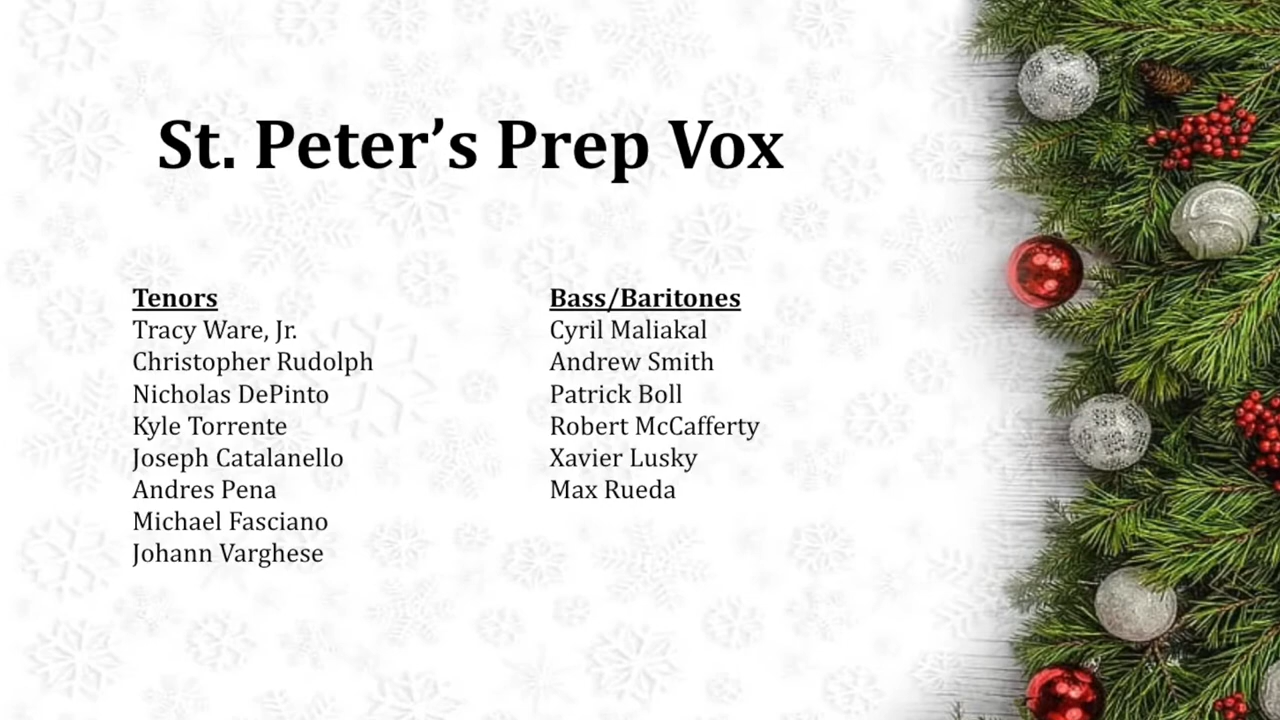 St. Peter’s Prep Vox
Tenors
Tracy Ware, Jr.
Christopher Rudolph
Nicholas DePinto
Kyle Torrente
Joseph Catalanello
Andres Pena
Michael Fasciano
Johann Varghese
Bass/Baritones
Cyril Maliakal
Andrew Smith
Patrick Boll
Robert McCafferty
Xavier Lusky
Max Rueda